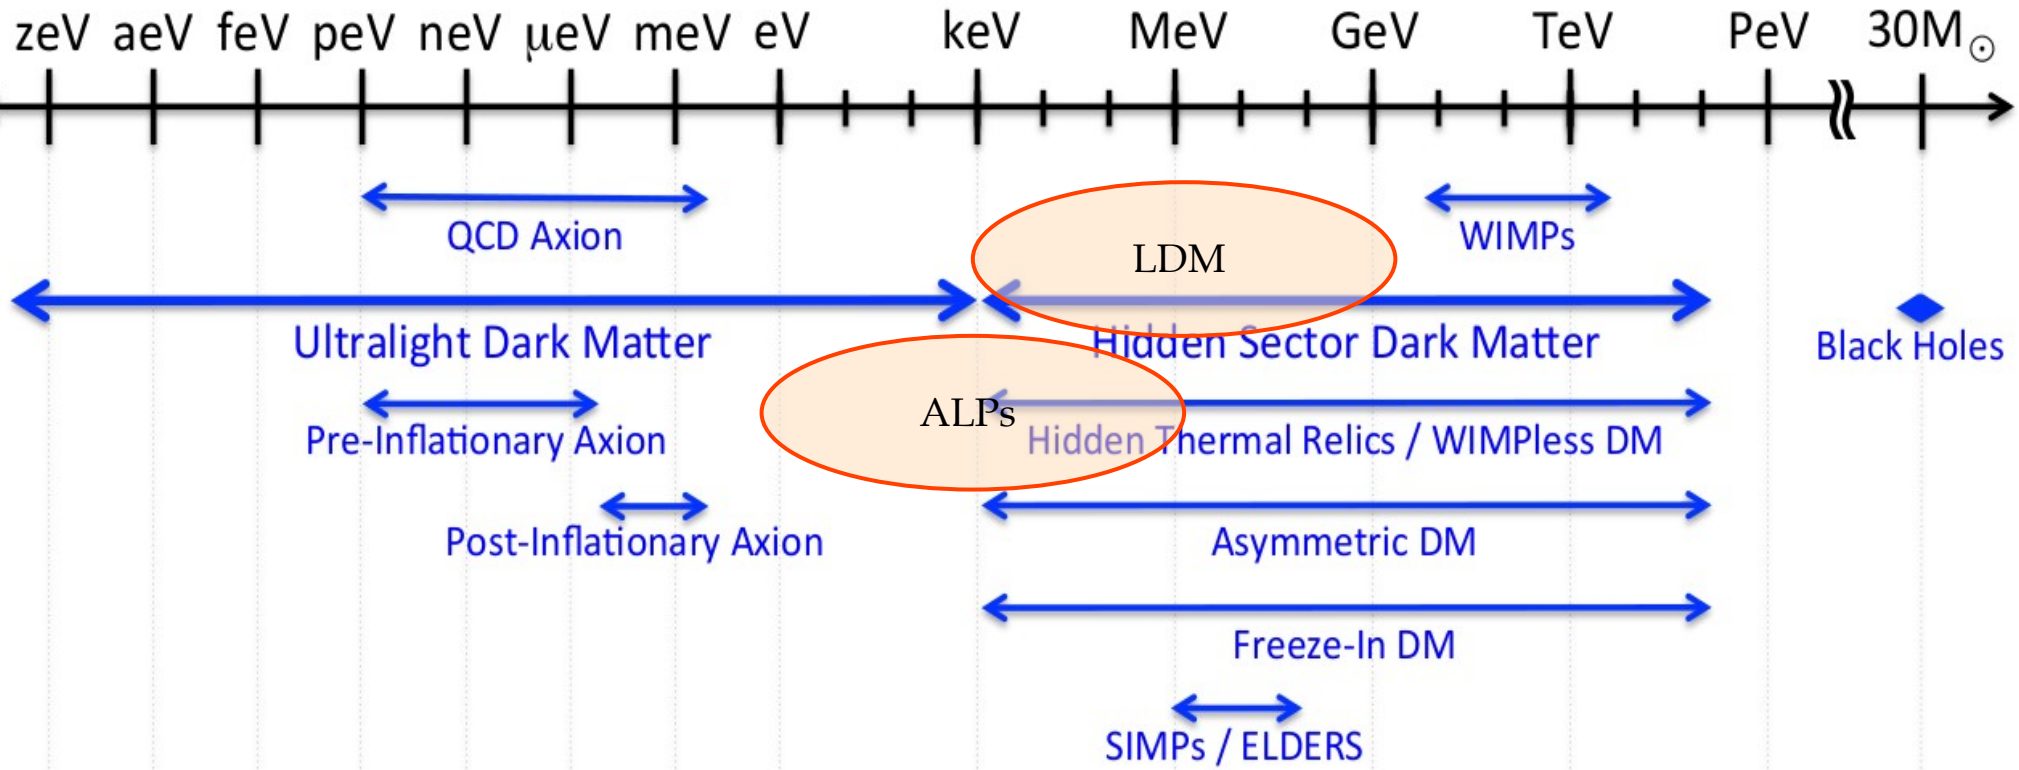 zeV aeV feV peV neV μeV meV eV keV MeV GeV TeV PeV 30M☉
QCD Axion
LDM
WIMPs
Ultralight Dark Matter
Hidden Sector Dark Matter
Black Holes
ALPs
Pre-Inflationary Axion
Hidden Thermal Relics / WIMPless DM
Post-Inflationary Axion
Asymmetric DM
Freeze-In DM
SIMPs / ELDERS